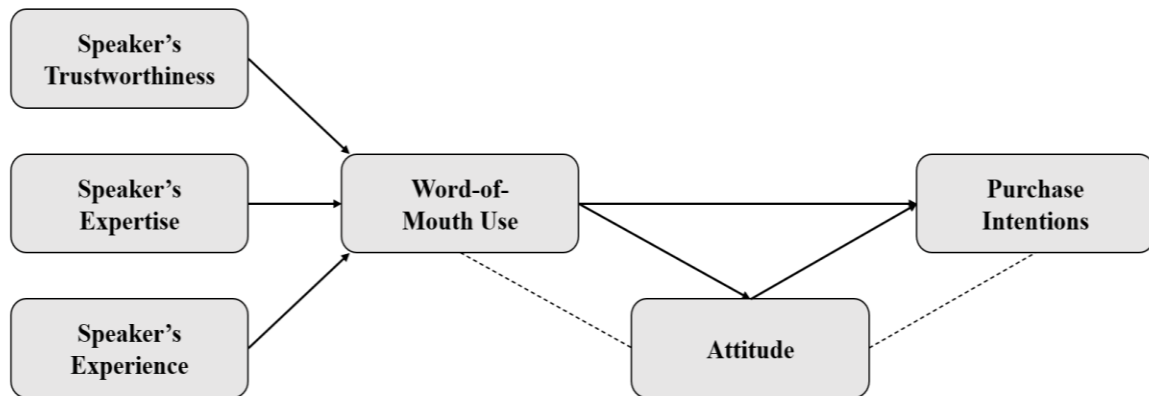 Speaker’s
Trustworthiness
Speaker’s
Expertise
Speaker’s
Experience
Word-of-
Mouth Use
Attitude
Purchase
Intentions